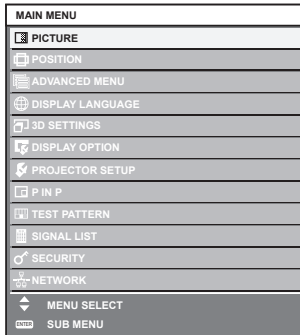 MAIN MENU
PICTURE
POSITION
ADVANCED MENU
DISPLAY LANGUAGE
3D SETTINGS
DISPLAY OPTION
PROJECTOR SETUP
P IN P
TEST PATTERN
SIGNAL LIST
SECURITY
NETWORK
MENU SELECT
ENTER SUB MENU